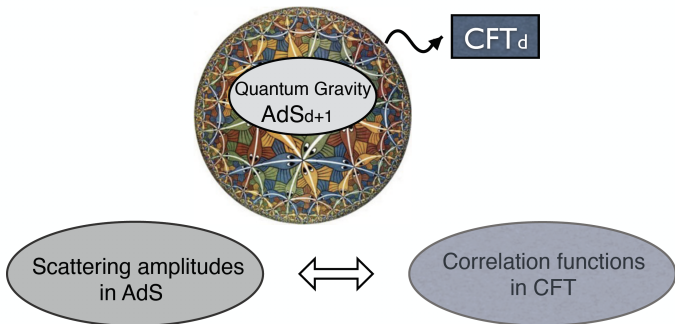 CFTd
Quantum Gravity
AdSd+1
Scattering amplitudes
in AdS
Correlation functions
in CFT